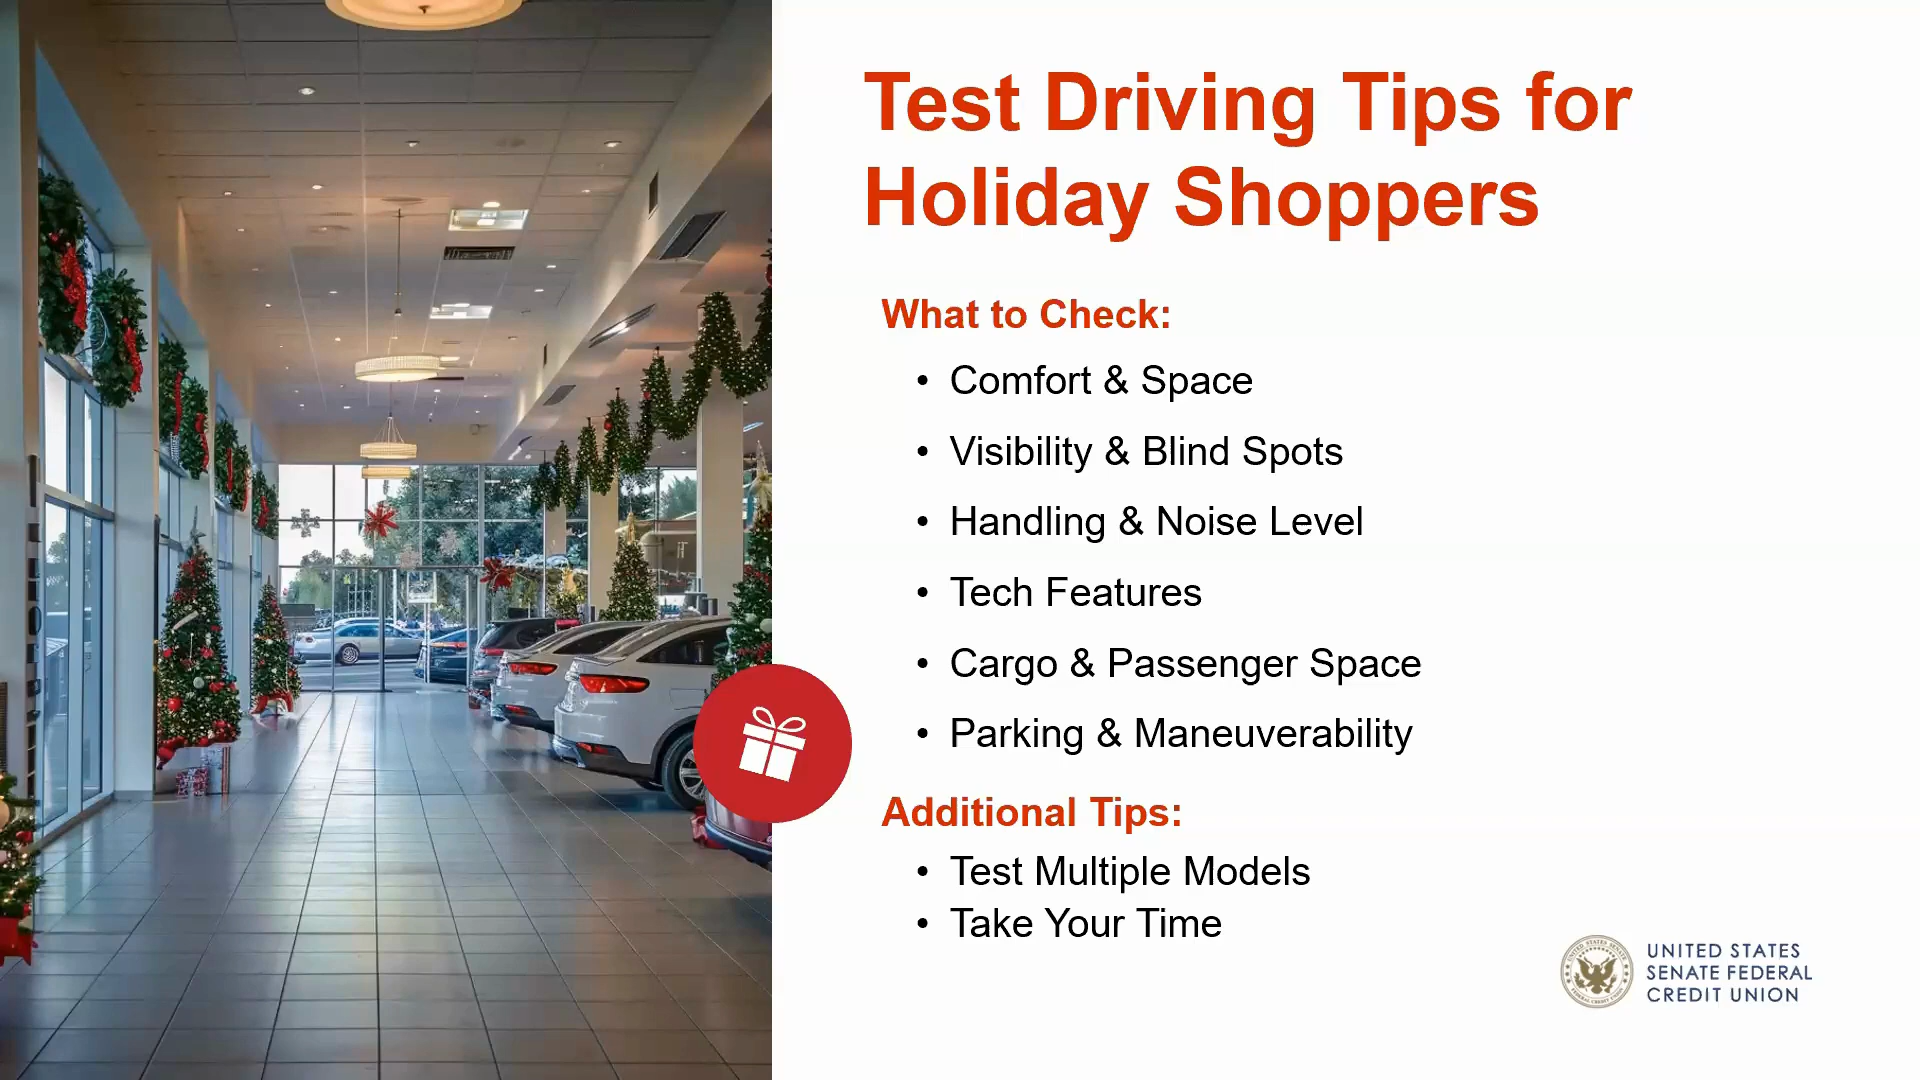 Test Driving Tips for
Holiday Shoppers
What to Check:
• Comfort & Space
• Visibility & Blind Spots
• Handling & Noise Level
• Tech Features
• Cargo & Passenger Space
• Parking & Maneuverability
Additional Tips:
• Test Multiple Models
• Take Your Time
UNITED STATES
SENATE FEDERAL
CREDIT UNION